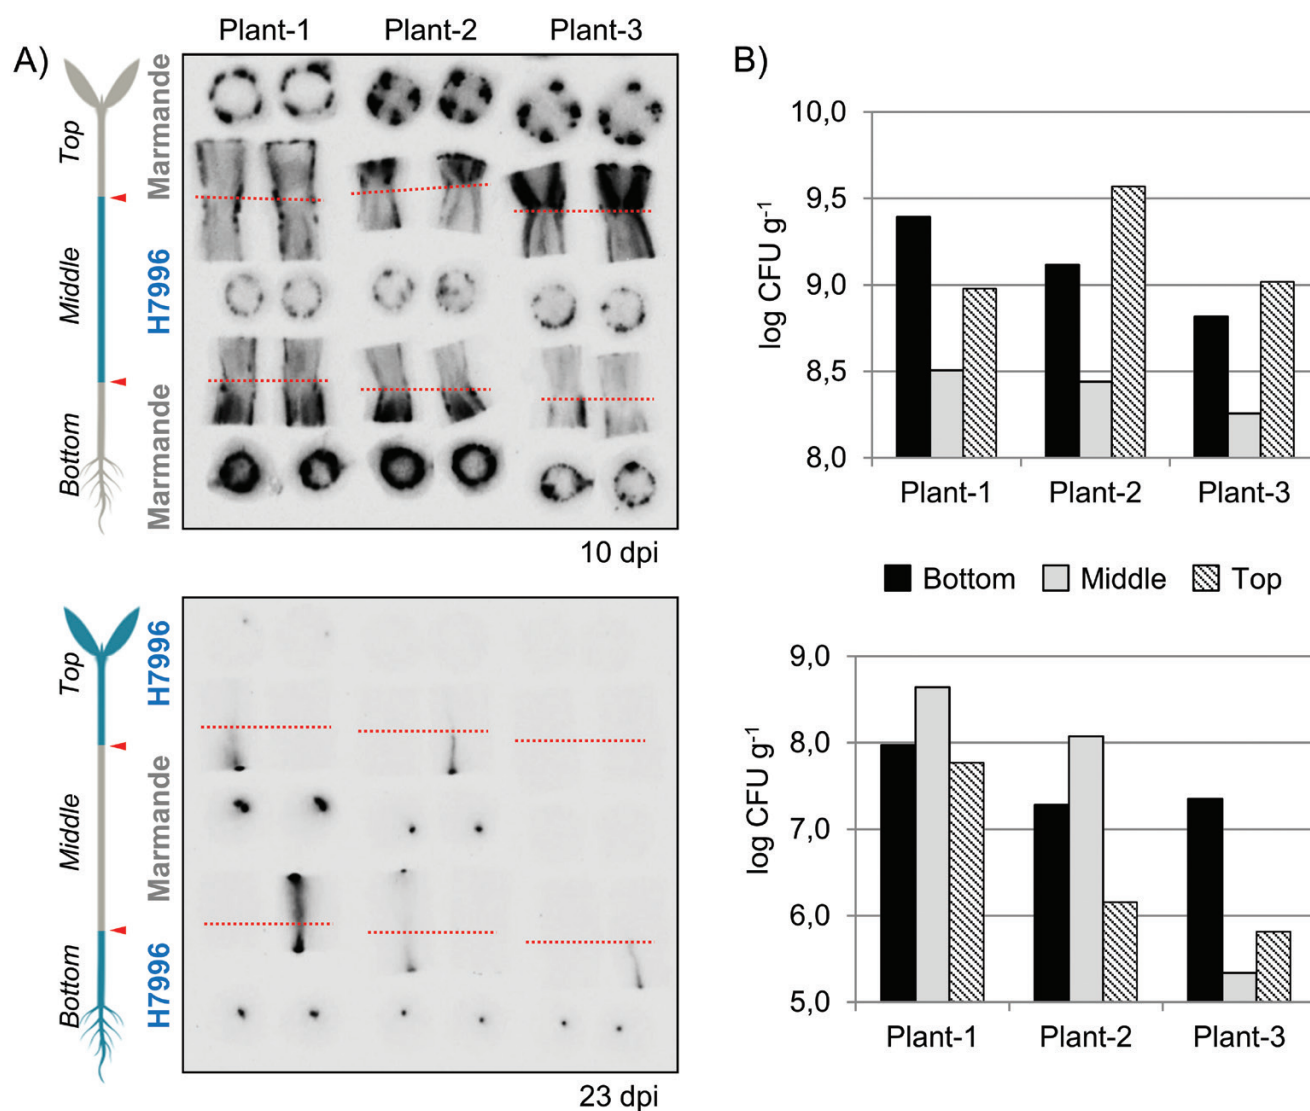 A)
Plant-1 Plant-2 Plant-3
Top
Middle
Bottom
Marmande
H7996
Marmande
10 dpi
Top
Middle
Bottom
H7996
Marmande
H7996
23 dpi
B)
log CFU g⁻¹
10,0
9,5
9,0
8,5
8,0
Plant-1 Plant-2 Plant-3
Bottom Middle Top
log CFU g⁻¹
9,0
8,0
7,0
6,0
5,0
Plant-1 Plant-2 Plant-3